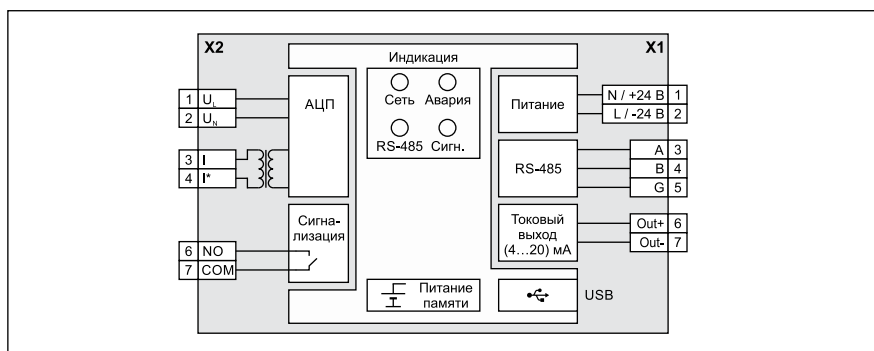 X2
X1
Индикация
Сеть Авария
RS-485 Сигн.
1 U_L
2 U_N
АЦП
3 I
4 I*
Сигна-
лизация
6 NO
7 COM
Питание
N / +24 В 1
L / -24 В 2
RS-485
A 3
B 4
G 5
Токовый
выход
(4...20) мА
Out+ 6
Out- 7
Питание
памяти
USB